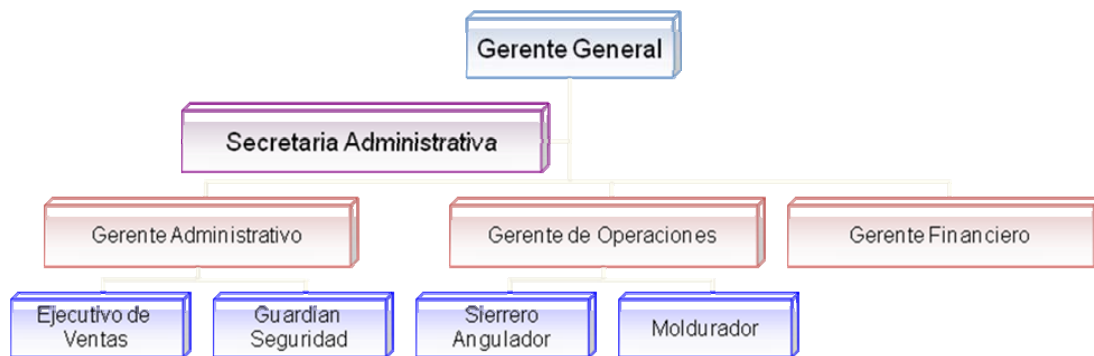 Gerente General
Secretaria Administrativa
Gerente Administrativo
Gerente de Operaciones
Gerente Financiero
Ejecutivo de
Ventas
Guardian
Seguridad
Sierrero
Angulador
Moldurador